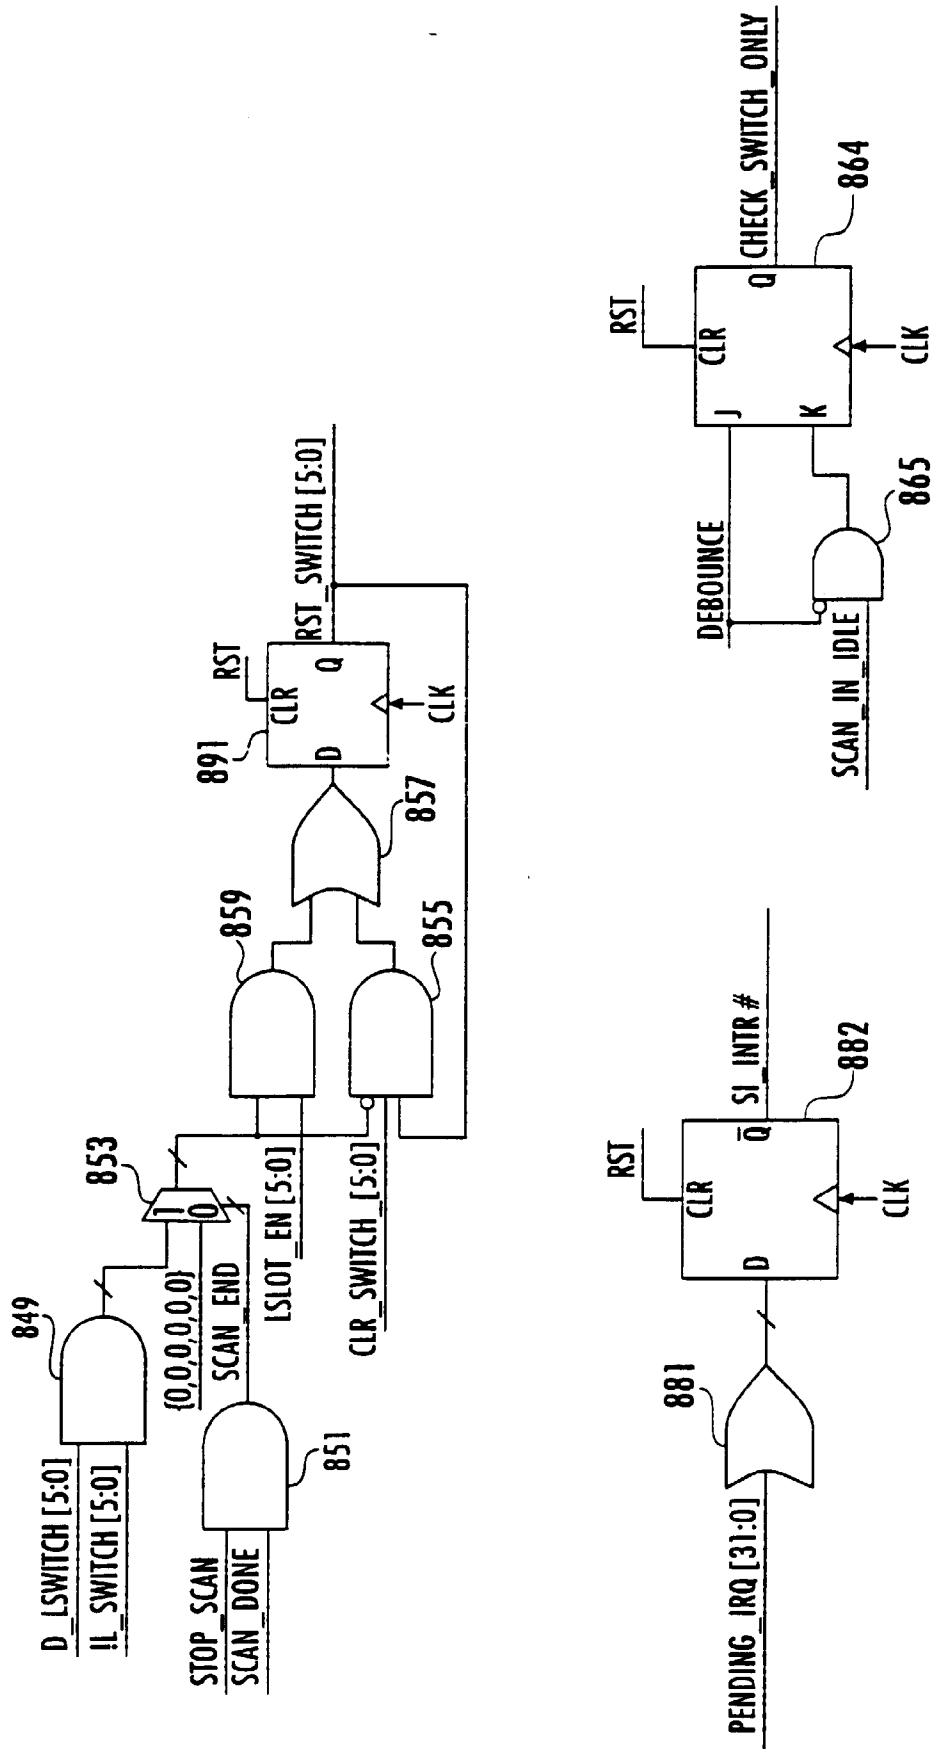 D_LSWITCH [5:0]
!L_SWITCH [5:0]
849
STOP_SCAN
SCAN_DONE
851
{0,0,0,0,0,0}
SCAN_END
853
1
0
LSLOT_EN [5:0]
CLR_SWITCH_[5:0]
859
855
857
891
RST
CLR
D
Q
CLK
RST_SWITCH [5:0]
PENDING_IRQ [31:0]
881
RST
CLR
D
Q
CLK
882
SI_INTR#
DEBOUNCE
SCAN_IN_IDLE
865
RST
CLR
J
K
Q
CLK
864
CHECK_SWITCH_ONLY